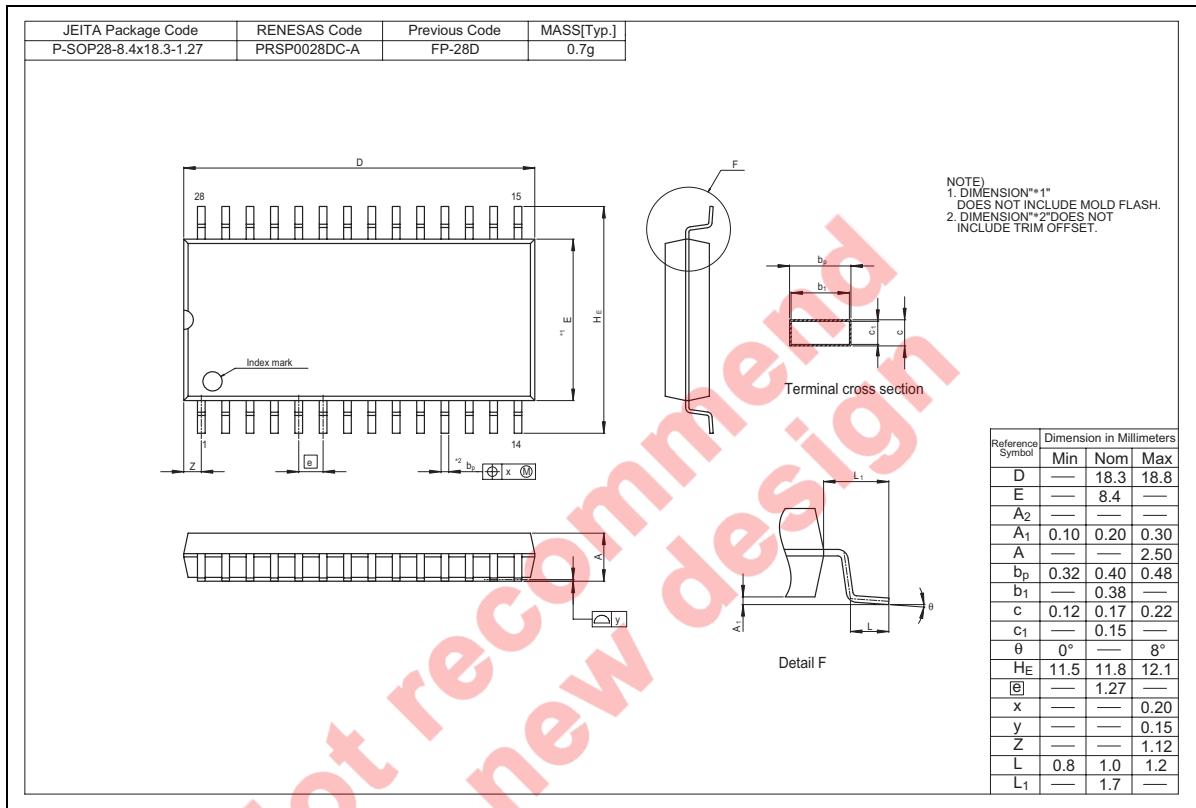 JEITA Package Code RENESAS Code Previous Code MASS[Typ.]
P-SOP28-8.4x18.3-1.27 PRSP0028DC-A FP-28D 0.7g
D
F
28 15
NOTE)
1. DIMENSION"*1"
DOES NOT INCLUDE MOLD FLASH.
2. DIMENSION"*2"DOES NOT
INCLUDE TRIM OFFSET.
*1 E
HE
bp
b1
c1
c
Terminal cross section
Index mark
1 14
Z
e
*2 bp
x M
A
y
L1
A1
L
θ
Detail F
Reference Symbol Dimension in Millimeters
Min Nom Max
D — 18.3 18.8
E — 8.4 —
A2 — — —
A1 0.10 0.20 0.30
A — — 2.50
bp 0.32 0.40 0.48
b1 — 0.38 —
c 0.12 0.17 0.22
c1 — 0.15 —
θ 0° — 8°
HE 11.5 11.8 12.1
e — 1.27 —
x — — 0.20
y — — 0.15
Z — — 1.12
L 0.8 1.0 1.2
L1 — 1.7 —
ot recommend
new design